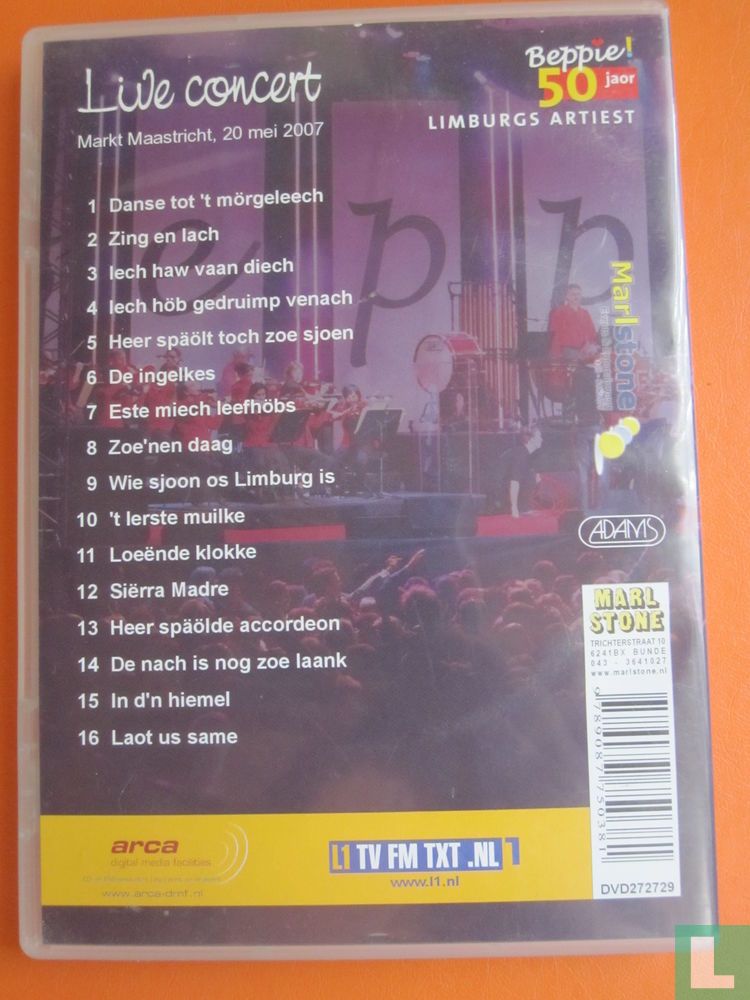 Live concert
Markt Maastricht, 20 mei 2007
Beppie!
50 jaor
LIMBURGS ARTIEST
1 Danse tot 't mörgeleech
2 Zing en lach
3 Iech haw vaan diech
4 Iech höb gedruimp venach
5 Heer späölt toch zoe sjoen
6 De ingelkes
7 Este miech leefhöbs
8 Zoe'nen daag
9 Wie sjoon os Limburg is
10 't Ierste muilke
11 Loeënde klokke
12 Siërra Madre
13 Heer späölde accordeon
14 De nach is nog zoe laank
15 In d'n hiemel
16 Laot us same
e p p
Marlstone
ADAMS
MARL
STONE
TRICHTERSTRAAT 10
6241BX BUNDE
043 - 3641027
www.marlstone.nl
9789087750381
DVD272729
arca
digital media facilities
www.arca-dmf.nl
L1 TV FM TXT .NL 1
www.l1.nl
L